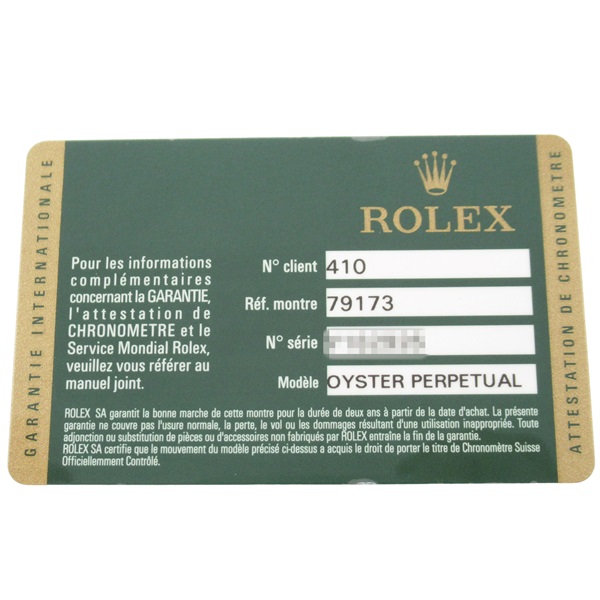 GARANTIE INTERNATIONALE
ROLEX
Pour les informations
complémentaires
concernant la GARANTIE,
l'attestation de
CHRONOMETRE et le
Service Mondial Rolex,
veuillez vous référer au
manuel joint.
N° client 410
Réf. montre 79173
N° série
Modèle OYSTER PERPETUAL
ROLEX SA garantit la bonne marche de cette montre pour la durée de deux ans à partir de la date d'achat. La présente
garantie ne couvre pas l'usure normale, la perte, le vol ou les dommages résultant d'une utilisation inappropriée. Toute
adjonction ou substitution de pièces ou d'accessoires non fabriqués par ROLEX entraîne la fin de la garantie.
ROLEX SA certifie que le mouvement du modèle précisé ci-dessus a acquis le droit de porter le titre de Chronomètre Suisse
Officiellement Contrôlé.
ATTESTATION DE CHRONOMETRE